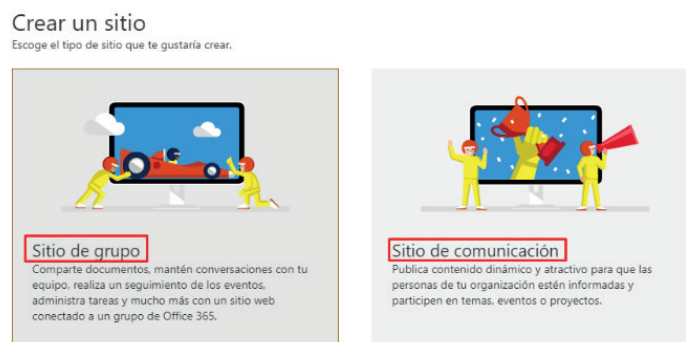 Crear un sitio
Escoge el tipo de sitio que te gustaría crear.
Sitio de grupo
Comparte documentos, mantén conversaciones con tu
equipo, realiza un seguimiento de los eventos,
administra tareas y mucho más con un sitio web
conectado a un grupo de Office 365.
Sitio de comunicación
Publica contenido dinámico y atractivo para que las
personas de tu organización estén informadas y
participen en temas, eventos o proyectos.